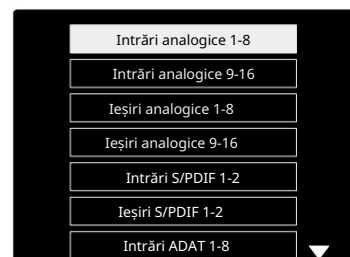 Intrări analogice 1-8
Intrări analogice 9-16
Ieșiri analogice 1-8
Ieșiri analogice 9-16
Intrări S/PDIF 1-2
Ieșiri S/PDIF 1-2
Intrări ADAT 1-8